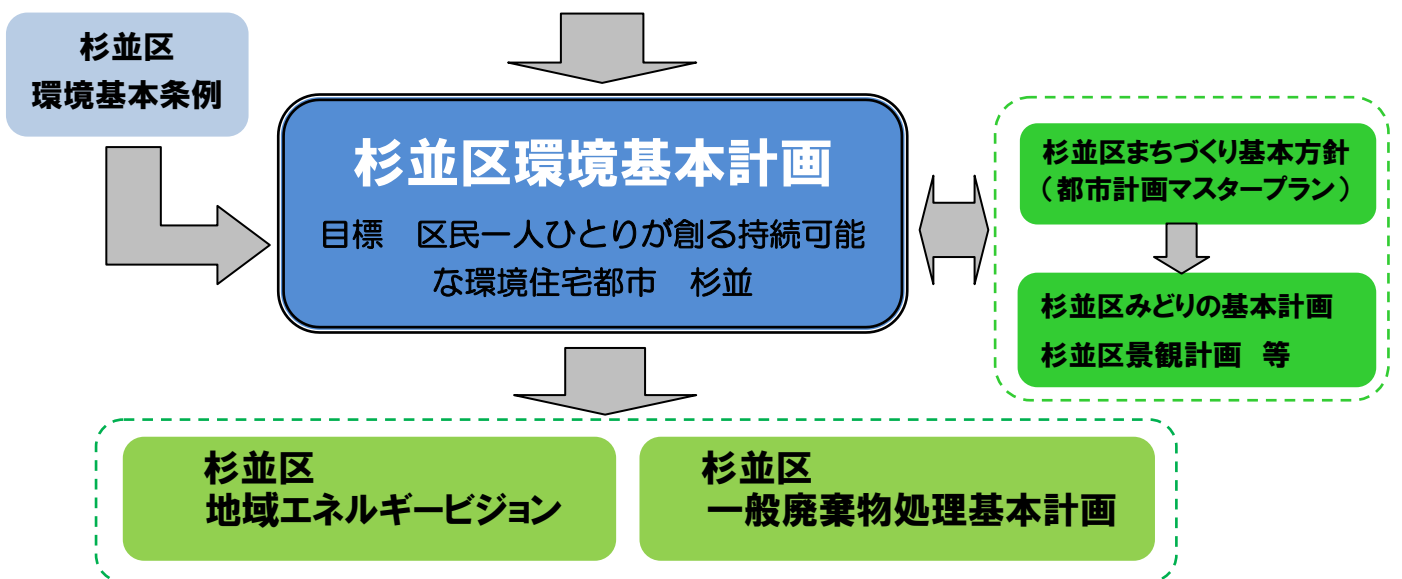 杉並区
環境基本条例
杉並区環境基本計画
目標　区民一人ひとりが創る持続可能
な環境住宅都市　杉並
杉並区まちづくり基本方針
（都市計画マスタープラン）
杉並区みどりの基本計画
杉並区景観計画　等
杉並区
地域エネルギービジョン
杉並区
一般廃棄物処理基本計画